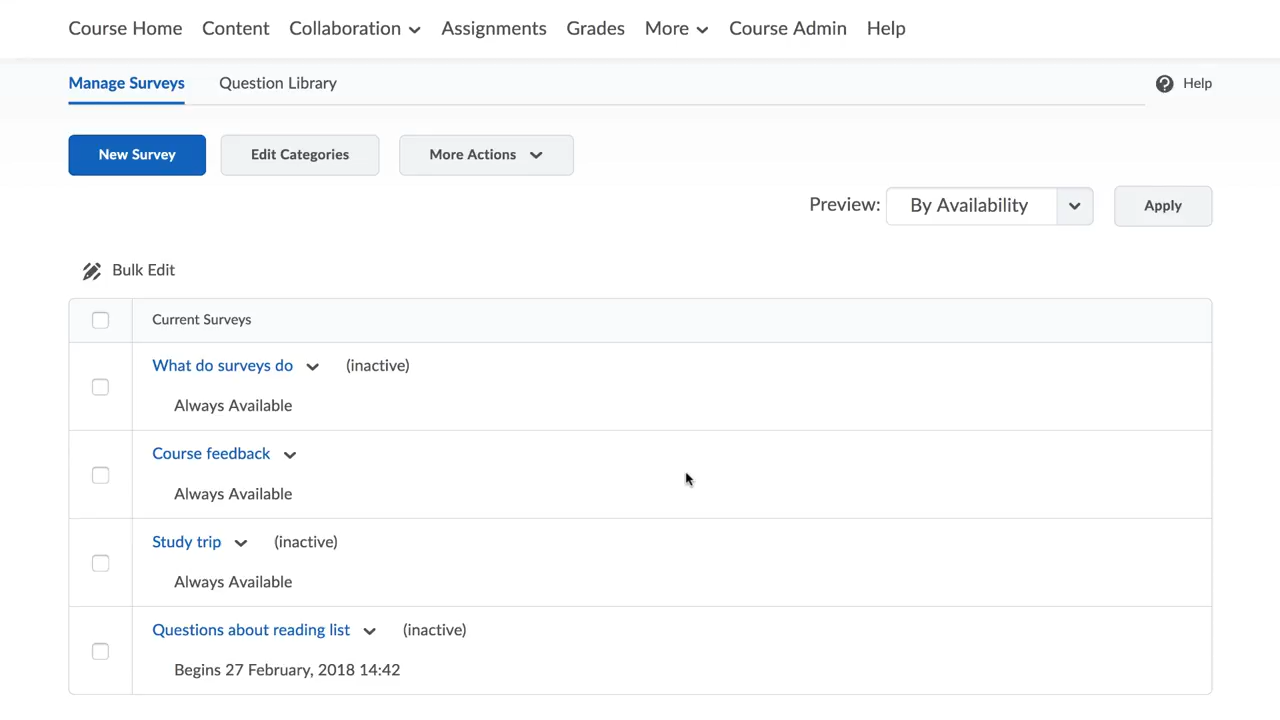 Course Home Content Collaboration Assignments Grades More Course Admin Help
Manage Surveys Question Library Help
New Survey Edit Categories More Actions
Preview: By Availability Apply
Bulk Edit
Current Surveys
What do surveys do (inactive)
Always Available
Course feedback
Always Available
Study trip (inactive)
Always Available
Questions about reading list (inactive)
Begins 27 February, 2018 14:42